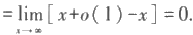 = lim [ x + o ( 1 ) - x ] = 0.
x → ∞